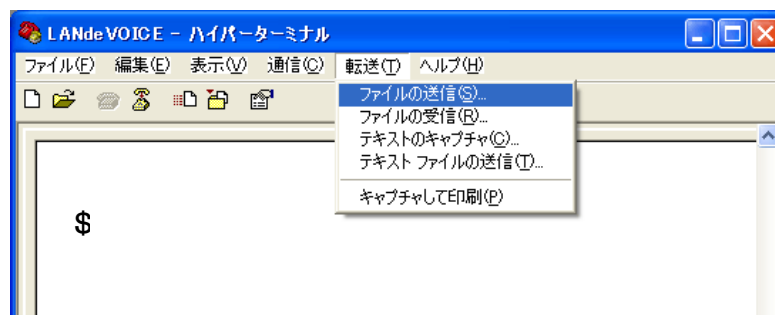 LANdeVOICE - ハイパーターミナル
ファイル(F) 編集(E) 表示(V) 通信(C) 転送(T) ヘルプ(H)
ファイルの送信(S)...
ファイルの受信(R)...
テキストのキャプチャ(C)...
テキスト ファイルの送信(T)...
キャプチャして印刷(P)
$